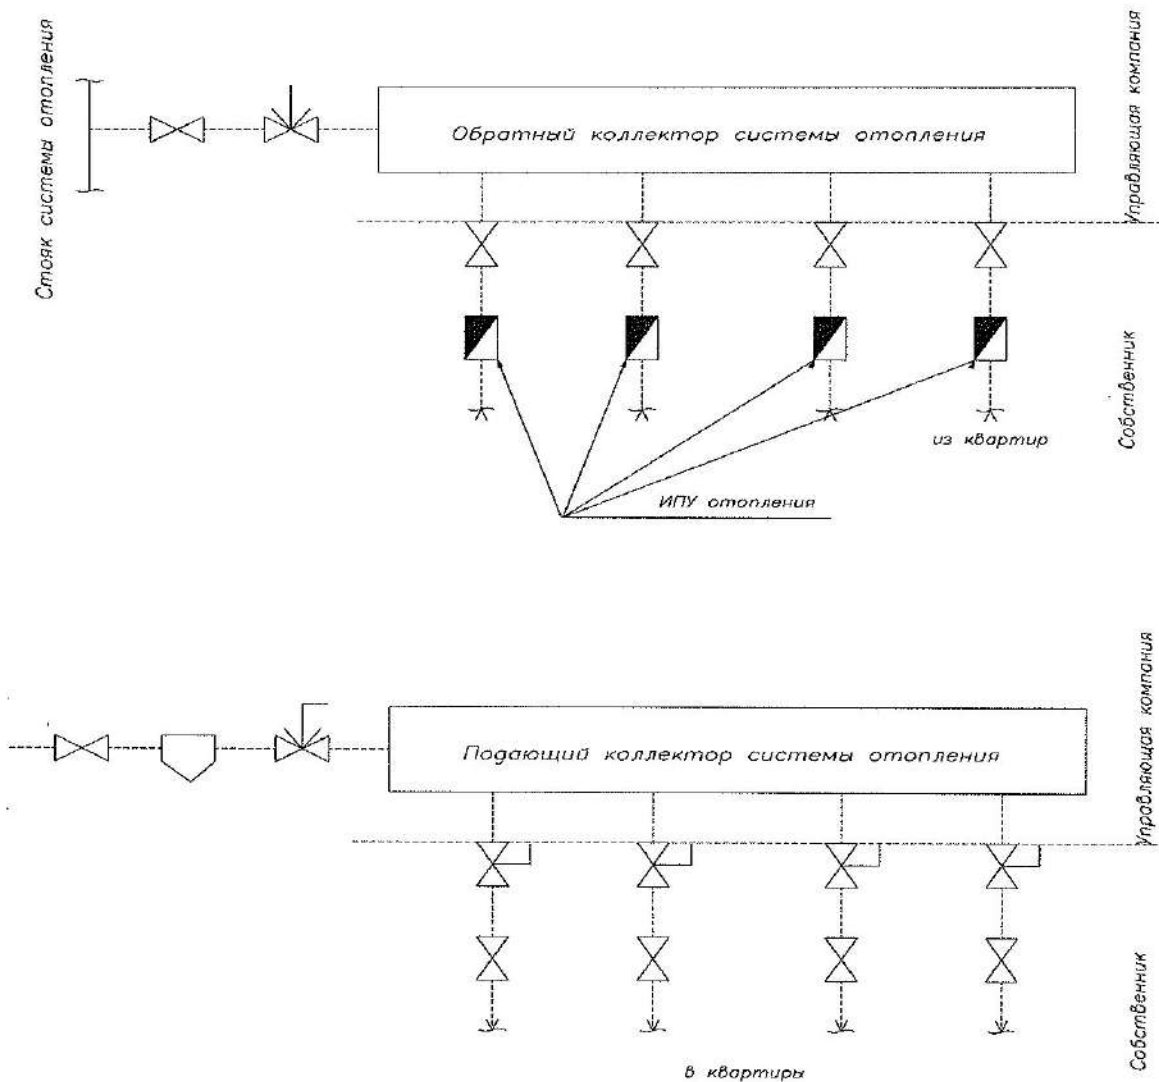 Стояк системы отопления
Обратный коллектор системы отопления
Управляющая компания
Собственник
из квартир
ИПУ отопления
Подающий коллектор системы отопления
Управляющая компания
Собственник
в квартиры